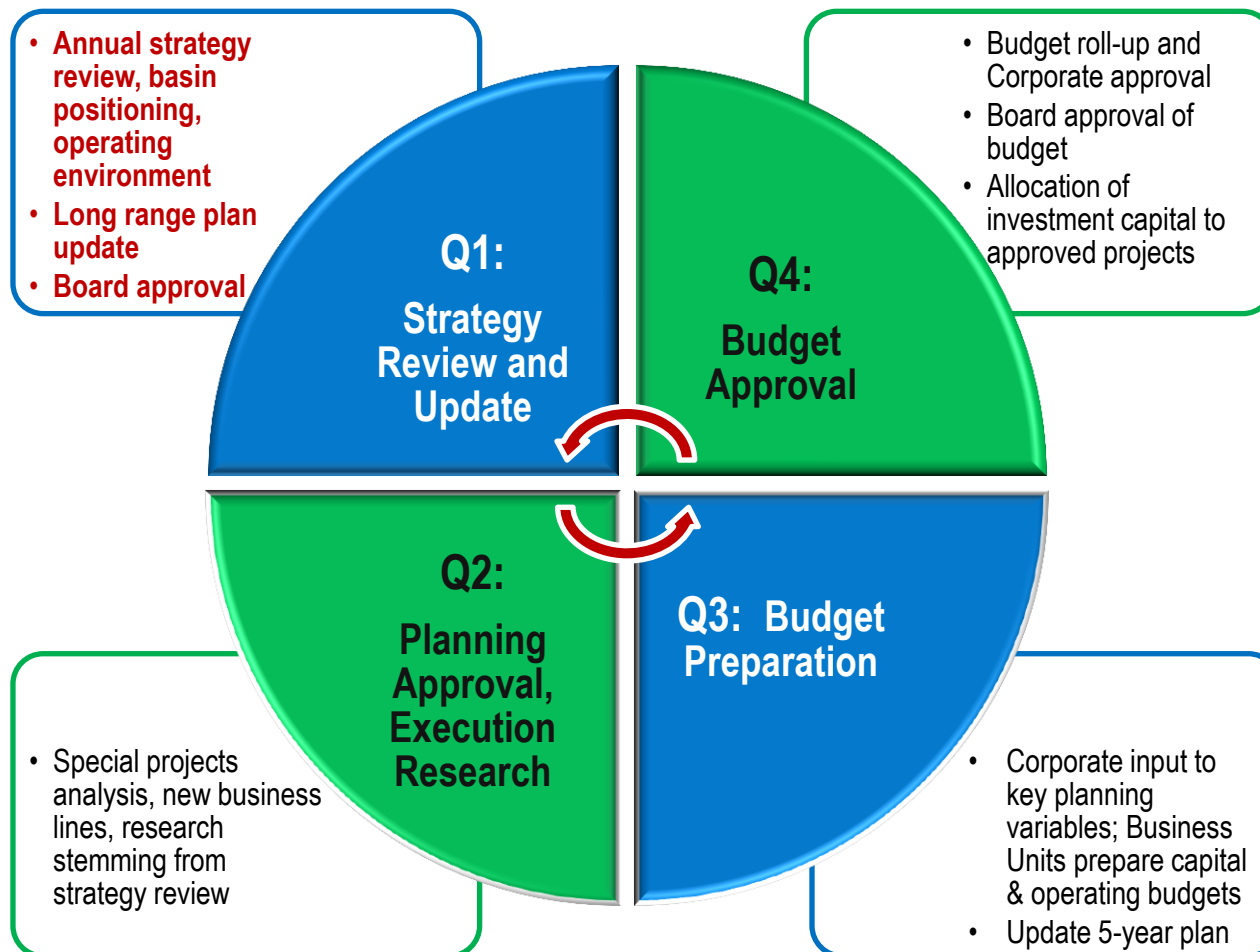 • Annual strategy
review, basin
positioning,
operating
environment
• Long range plan
update
• Board approval
Q1:
Strategy
Review and
Update
• Budget roll-up and
Corporate approval
• Board approval of
budget
• Allocation of
investment capital to
approved projects
Q4:
Budget
Approval
Q2:
Planning
Approval,
Execution
Research
• Special projects
analysis, new business
lines, research
stemming from
strategy review
Q3: Budget
Preparation
• Corporate input to
key planning
variables; Business
Units prepare capital
& operating budgets
• Update 5-year plan